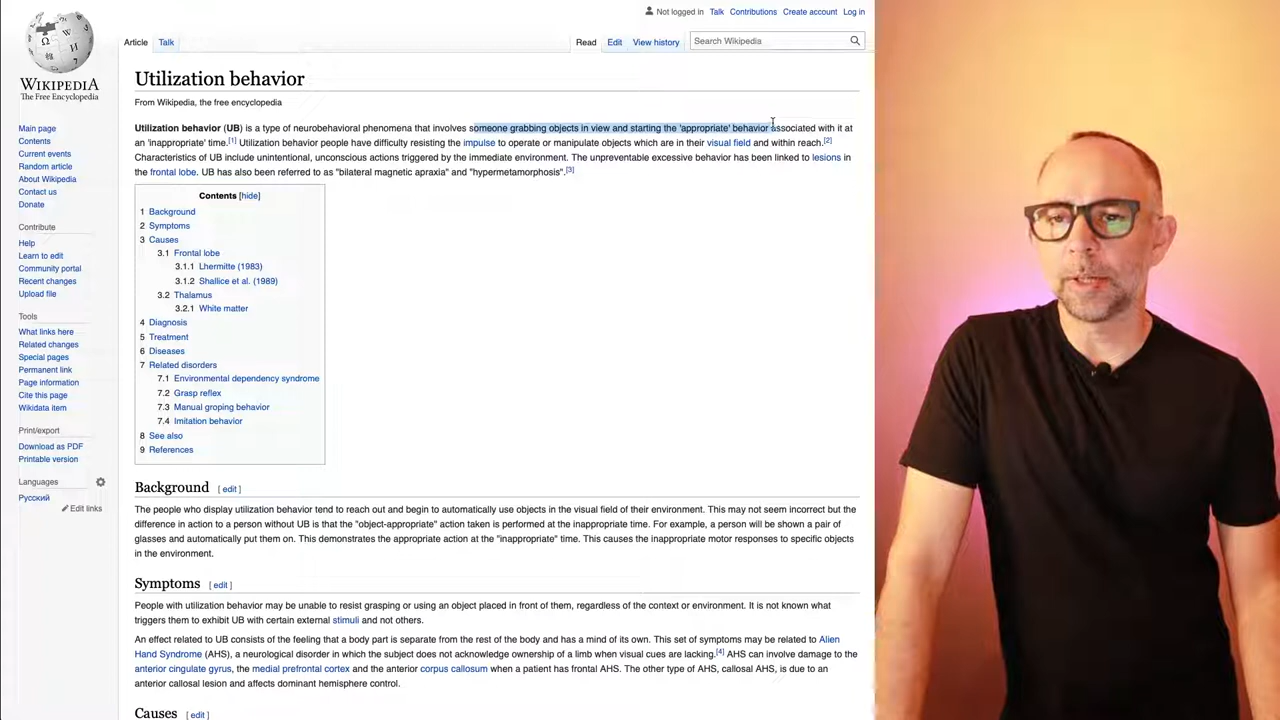 Not logged in Talk Contributions Create account Log in
Article Talk Read Edit View history Search Wikipedia
WIKIPEDIA
The Free Encyclopedia
Main page
Contents
Current events
Random article
About Wikipedia
Contact us
Donate
Contribute
Help
Learn to edit
Community portal
Recent changes
Upload file
Tools
What links here
Related changes
Special pages
Permanent link
Page information
Cite this page
Wikidata item
Print/export
Download as PDF
Printable version
Languages
Русский
Edit links
Utilization behavior
From Wikipedia, the free encyclopedia
Utilization behavior (UB) is a type of neurobehavioral phenomena that involves someone grabbing objects in view and starting the 'appropriate' behavior associated with it at
an 'inappropriate' time.[1] Utilization behavior people have difficulty resisting the impulse to operate or manipulate objects which are in their visual field and within reach.[2]
Characteristics of UB include unintentional, unconscious actions triggered by the immediate environment. The unpreventable excessive behavior has been linked to lesions in
the frontal lobe. UB has also been referred to as "bilateral magnetic apraxia" and "hypermetamorphosis".[3]
Contents [hide]
1 Background
2 Symptoms
3 Causes
3.1 Frontal lobe
3.1.1 Lhermitte (1983)
3.1.2 Shallice et al. (1989)
3.2 Thalamus
3.2.1 White matter
4 Diagnosis
5 Treatment
6 Diseases
7 Related disorders
7.1 Environmental dependency syndrome
7.2 Grasp reflex
7.3 Manual groping behavior
7.4 Imitation behavior
8 See also
9 References
Background [ edit ]
The people who display utilization behavior tend to reach out and begin to automatically use objects in the visual field of their environment. This may not seem incorrect but the
difference in action to a person without UB is that the "object-appropriate" action taken is performed at the inappropriate time. For example, a person will be shown a pair of
glasses and automatically put them on. This demonstrates the appropriate action at the "inappropriate" time. This causes the inappropriate motor responses to specific objects
in the environment.
Symptoms [ edit ]
People with utilization behavior may be unable to resist grasping or using an object placed in front of them, regardless of the context or environment. It is not known what
triggers them to exhibit UB with certain external stimuli and not others.
An effect related to UB consists of the feeling that a body part is separate from the rest of the body and has a mind of its own. This set of symptoms may be related to Alien
Hand Syndrome (AHS), a neurological disorder in which the subject does not acknowledge ownership of a limb when visual cues are lacking.[4] AHS can involve damage to the
anterior cingulate gyrus, the medial prefrontal cortex and the anterior corpus callosum when a patient has frontal AHS. The other type of AHS, callosal AHS, is due to an
anterior callosal lesion and affects dominant hemisphere control.
Causes [ edit ]